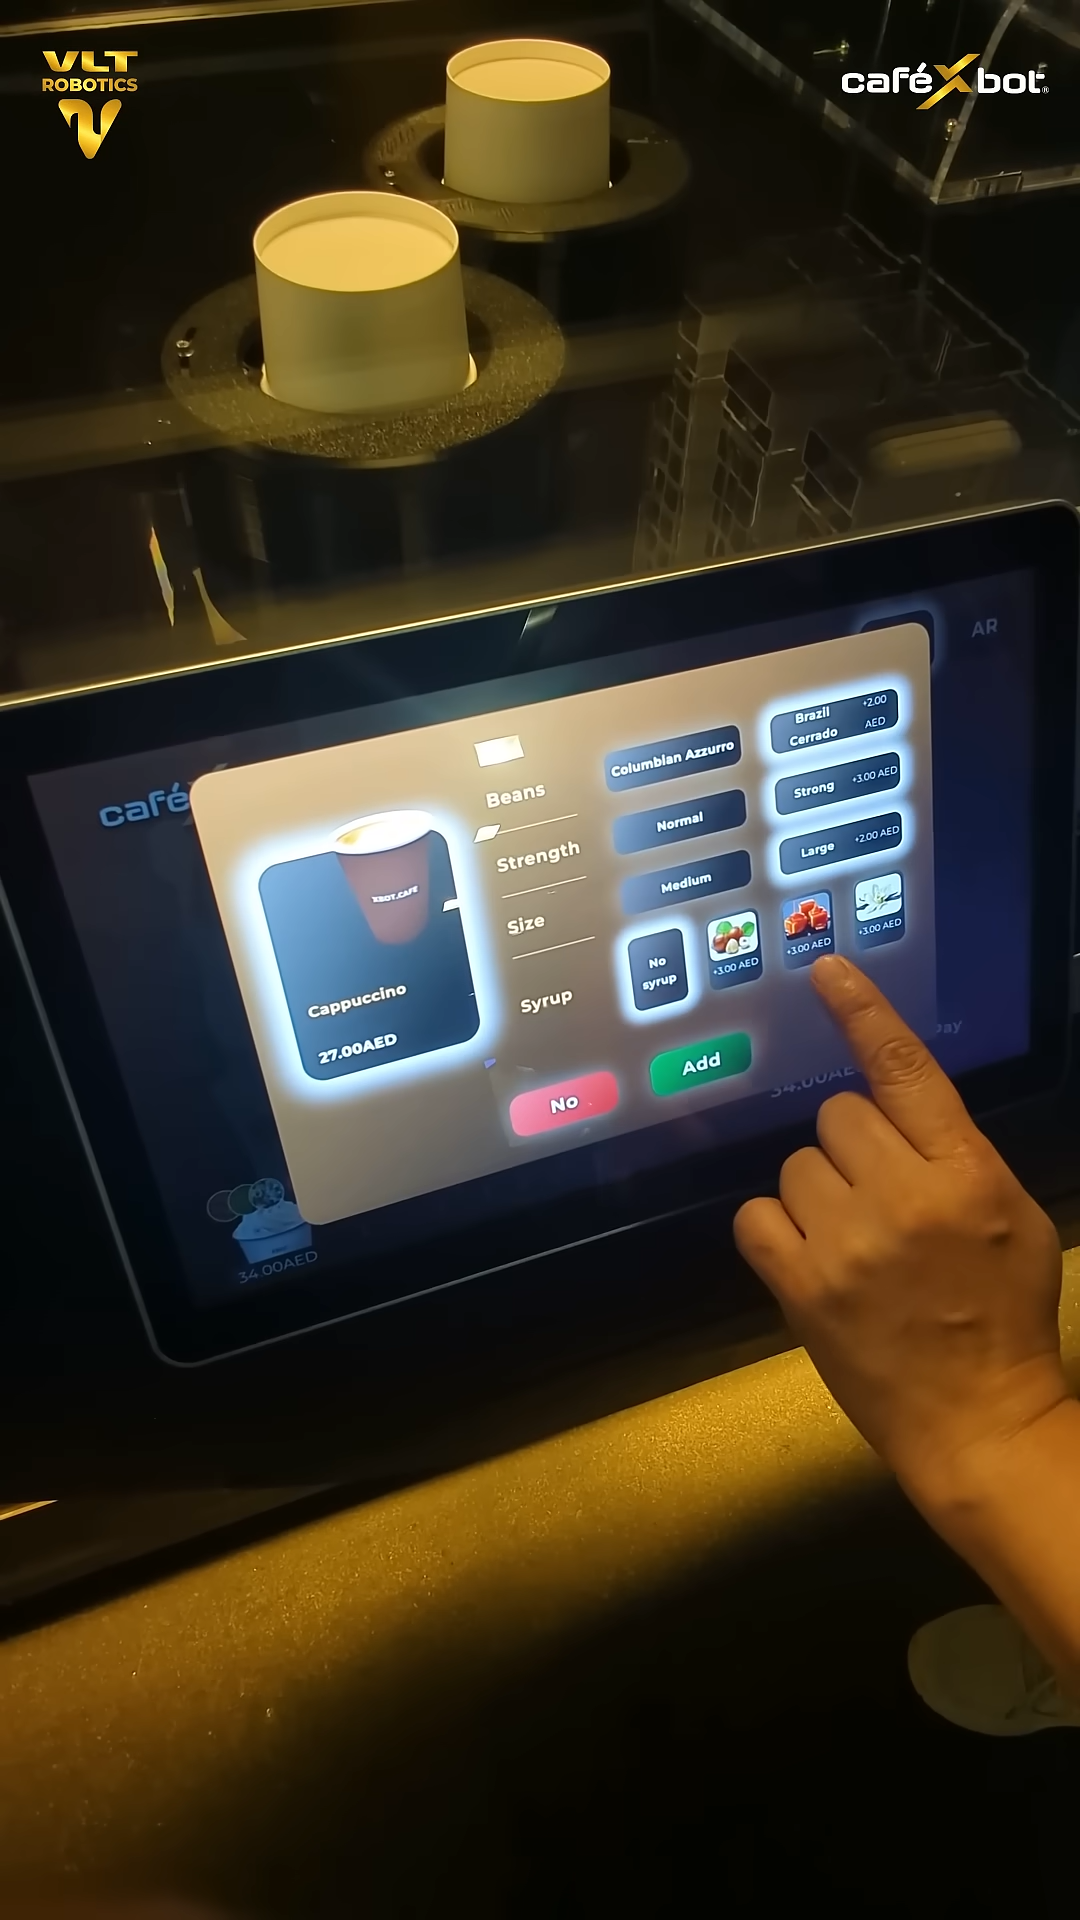 VLT
ROBOTICS
caféXbot®
AR
café
Beans
Columbian Azzurro
Brazil
Cerrado
+2.00
AED
Strength
Normal
Strong
+3.00 AED
Size
Medium
Large
+2.00 AED
Syrup
No
syrup
+3.00 AED
+3.00 AED
+3.00 AED
XBOT.CAFE
Cappuccino
27.00AED
No
Add
34.00AED